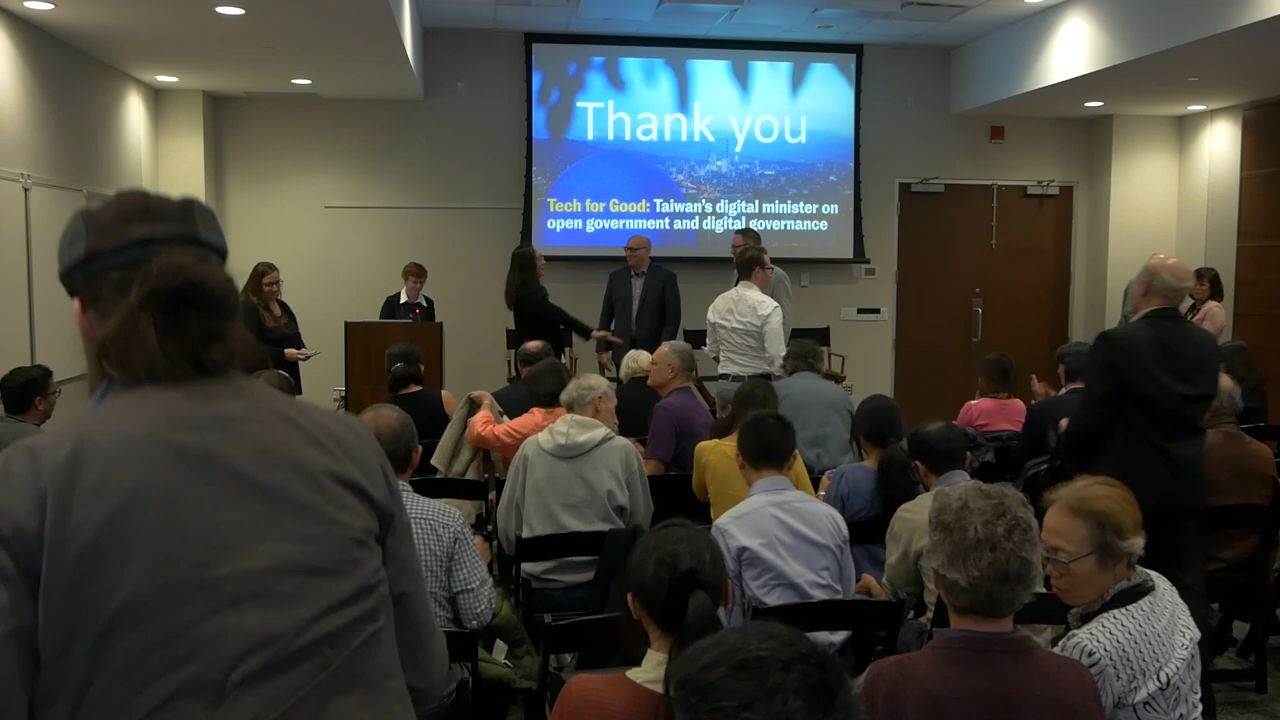 Thank you
Tech for Good: Taiwan's digital minister on
open government and digital governance